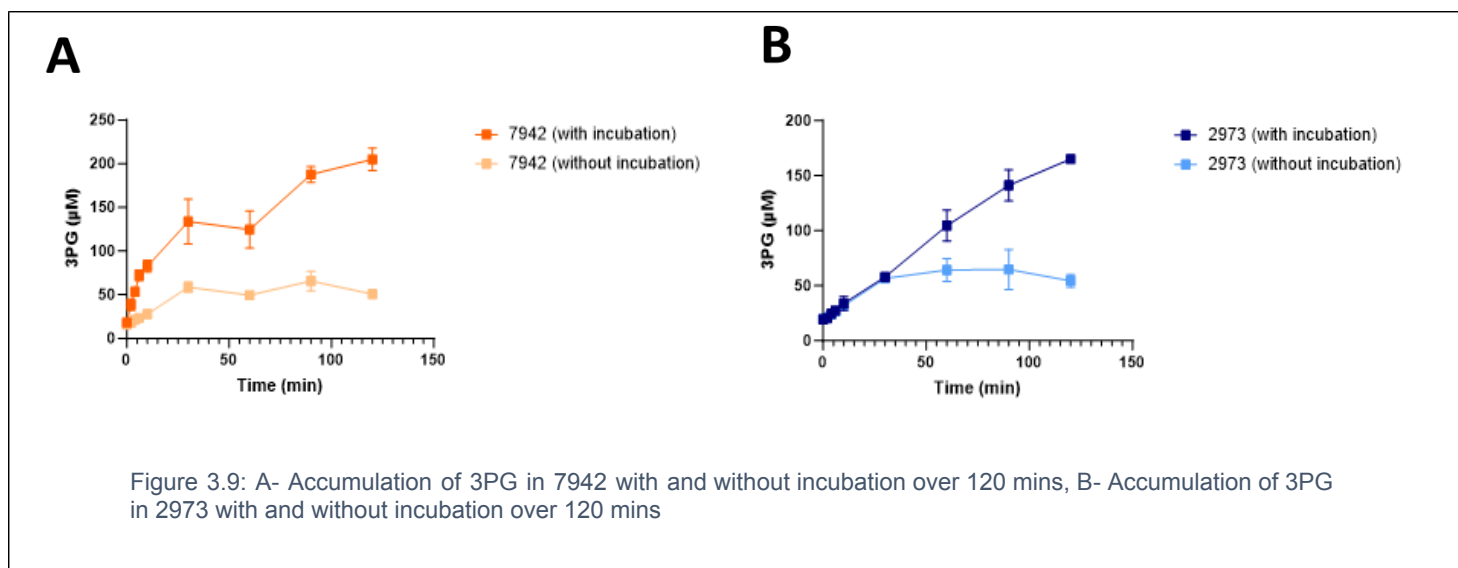 A
250
200
150
100
50
0
3PG (µM)
0 50 100 150
Time (min)
7942 (with incubation)
7942 (without incubation)
B
200
150
100
50
0
3PG (µM)
0 50 100 150
Time (min)
2973 (with incubation)
2973 (without incubation)
Figure 3.9: A- Accumulation of 3PG in 7942 with and without incubation over 120 mins, B- Accumulation of 3PG
in 2973 with and without incubation over 120 mins